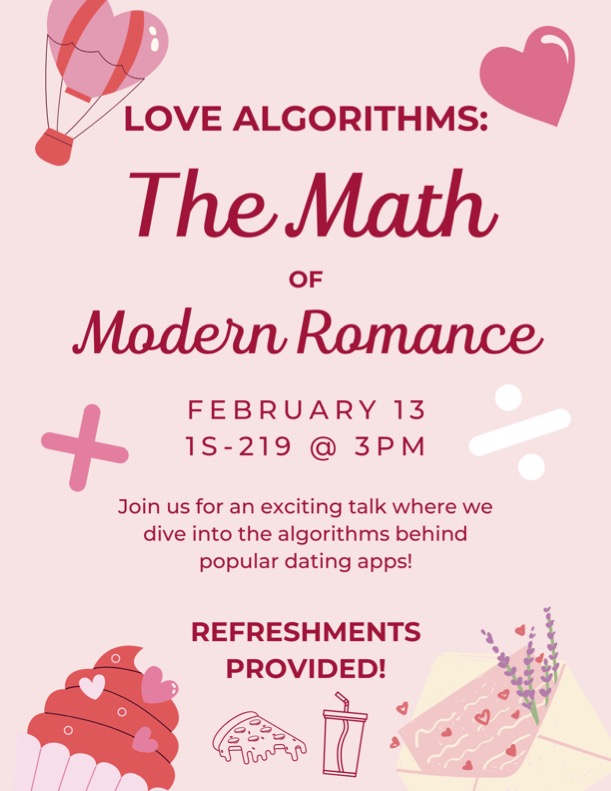 LOVE ALGORITHMS:
The Math
OF
Modern Romance
FEBRUARY 13
1S-219 @ 3PM
Join us for an exciting talk where we
dive into the algorithms behind
popular dating apps!
REFRESHMENTS
PROVIDED!